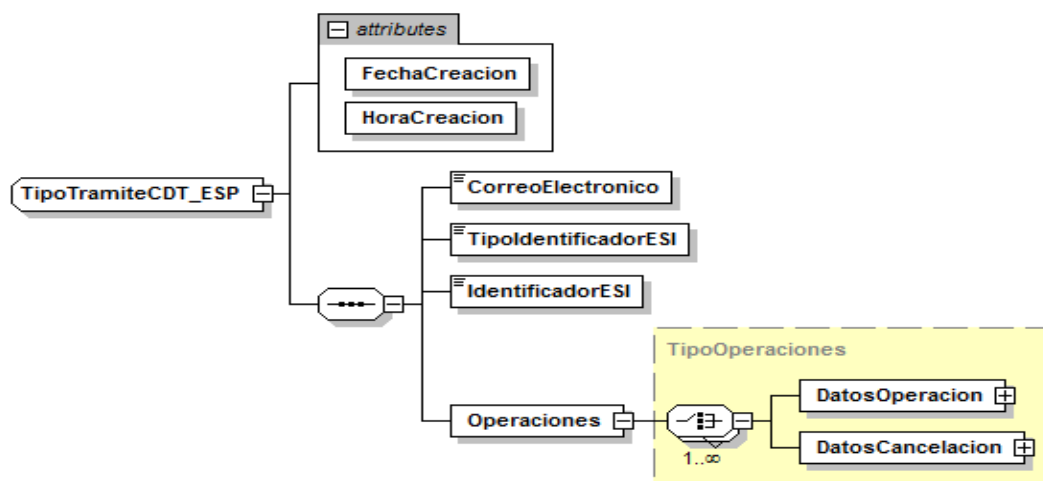 attributes
FechaCreacion
HoraCreacion
TipoTramiteCDT_ESP
CorreoElectronico
TipoIdentificadorESI
IdentificadorESI
TipoOperaciones
DatosOperacion
Operaciones
1..∞
DatosCancelacion